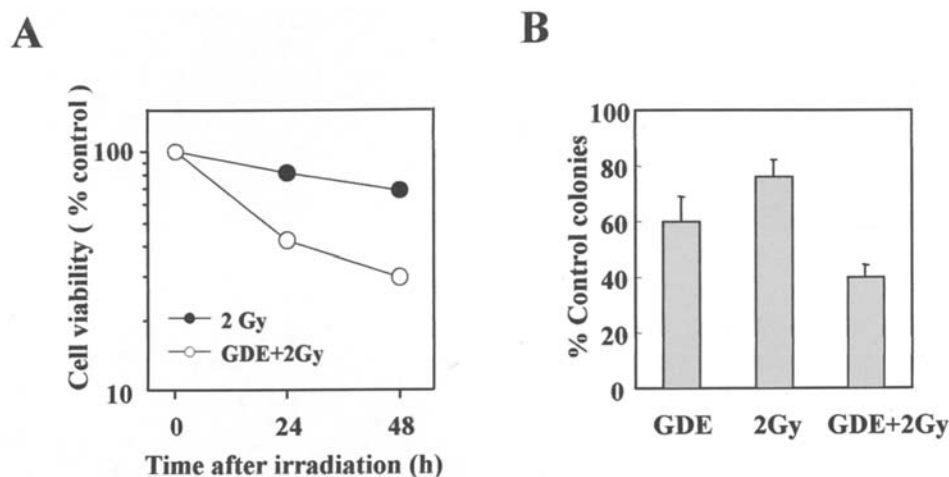 A
Cell viability ( % control)
100
10
2 Gy
GDE+2Gy
0 24 48
Time after irradiation (h)
B
% Control colonies
100
80
60
40
20
0
GDE 2Gy GDE+2Gy